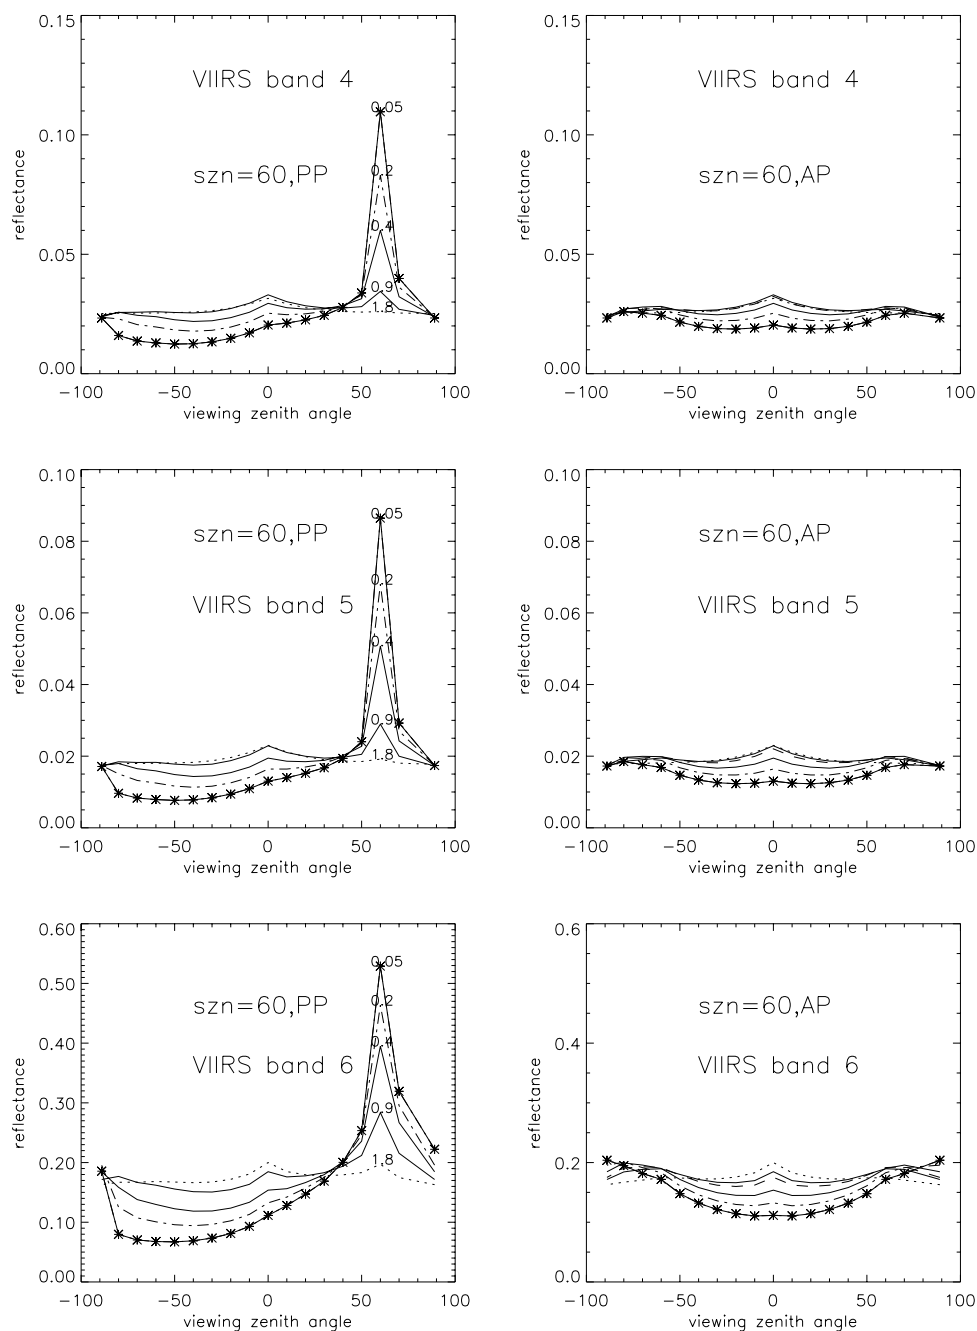 0.15
0.10
0.05
0.00
reflectance
VIIRS band 4
szn=60,PP
0.05
0.2
0.4
0.9
1.8
-100 -50 0 50 100
viewing zenith angle
0.15
0.10
0.05
0.00
reflectance
VIIRS band 4
szn=60,AP
-100 -50 0 50 100
viewing zenith angle
0.10
0.08
0.06
0.04
0.02
0.00
reflectance
szn=60,PP
VIIRS band 5
0.05
0.2
0.4
0.9
1.8
-100 -50 0 50 100
viewing zenith angle
0.10
0.08
0.06
0.04
0.02
0.00
reflectance
szn=60,AP
VIIRS band 5
-100 -50 0 50 100
viewing zenith angle
0.60
0.50
0.40
0.30
0.20
0.10
0.00
reflectance
szn=60,PP
VIIRS band 6
0.05
0.2
0.4
0.9
1.8
-100 -50 0 50 100
viewing zenith angle
0.6
0.4
0.2
0.0
reflectance
szn=60,AP
VIIRS band 6
-100 -50 0 50 100
viewing zenith angle